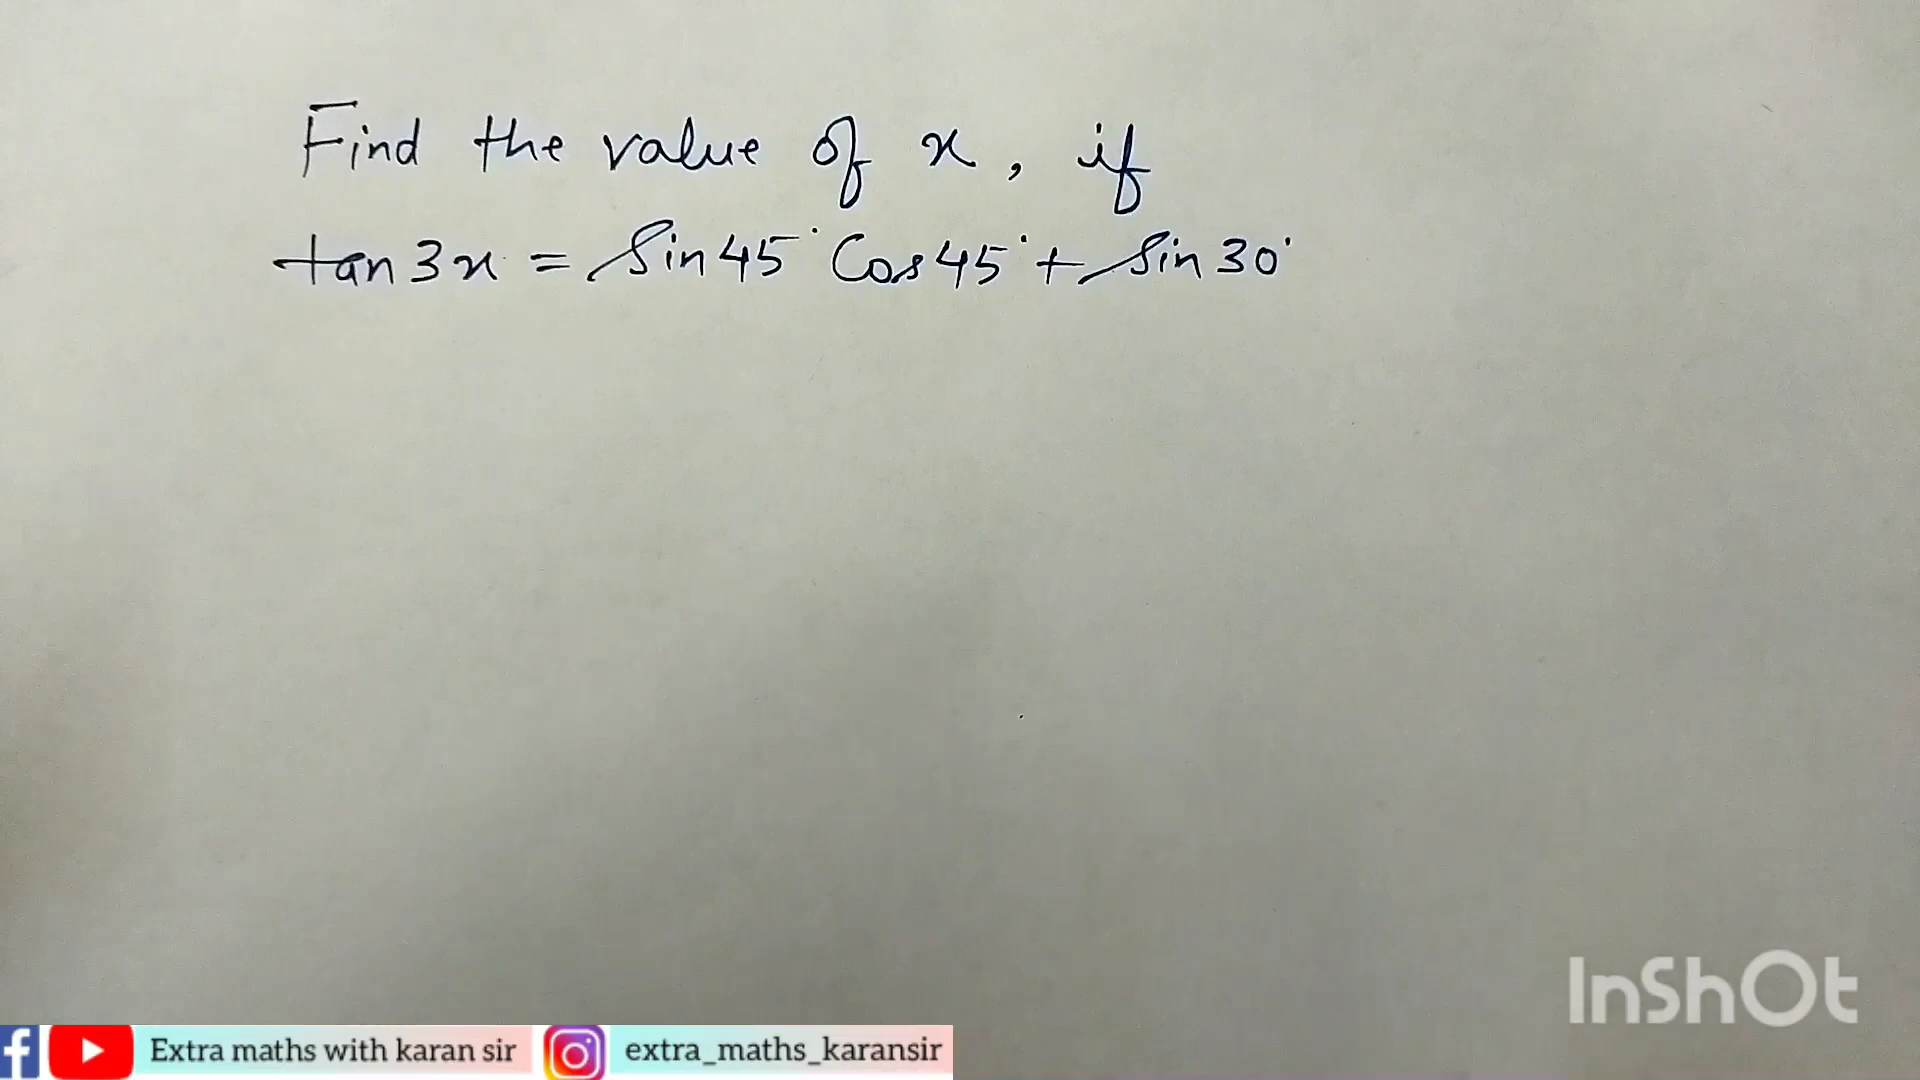 Find the value of x, if
tan 3x = Sin 45° Cos 45° + Sin 30°
InShOt
f Extra maths with karan sir extra_maths_karansir